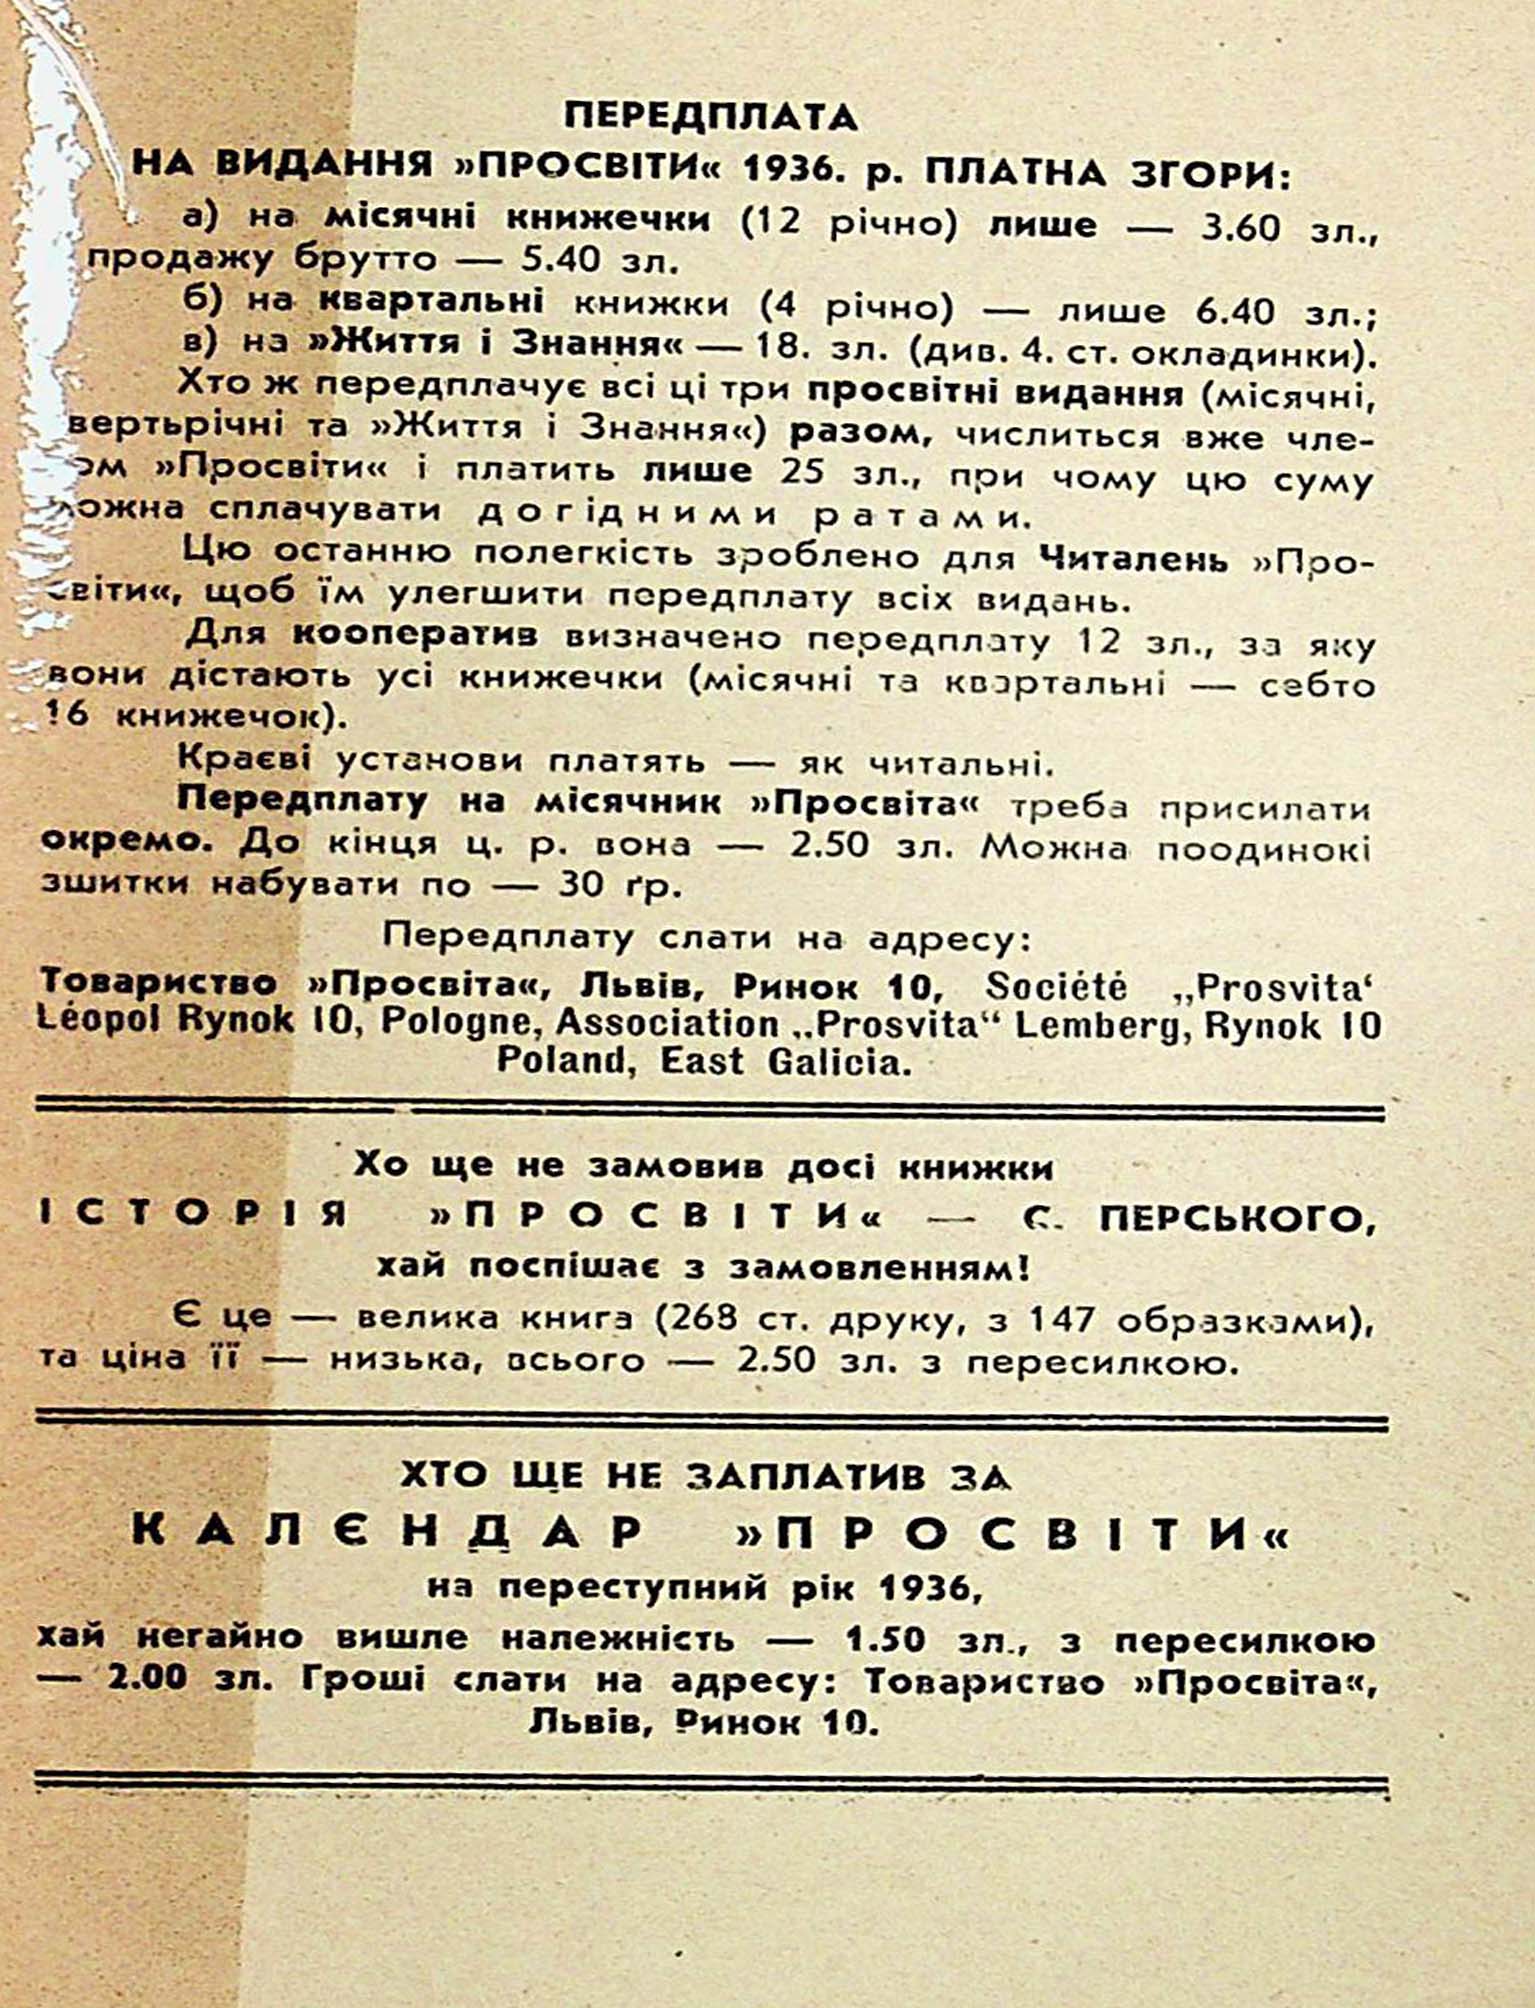 ПЕРЕДПЛАТА
НА ВИДАННЯ »ПРОСВІТИ« 1936. р. ПЛАТНА ЗГОРИ:
а) на місячні книжечки (12 річно) лише — 3.60 зл.,
продажу брутто — 5.40 зл.
б) на квартальні книжки (4 річно) — лише 6.40 зл.;
в) на »Життя і Знання« — 18. зл. (див. 4. ст. окладинки).
Хто ж передплачує всі ці три просвітні видання (місячні,
вертьрічні та »Життя і Знання«) разом, числиться вже чле-
ом »Просвіти« і платить лише 25 зл., при чому цю суму
можна сплачувати догідними ратами.
Цю останню полегкість зроблено для Читалень »Про-
світи«, щоб їм улегшити передплату всіх видань.
Для кооператив визначено передплату 12 зл., за яку
вони дістають усі книжечки (місячні та квартальні — себто
16 книжечок).
Краєві установи платять — як читальні.
Передплату на місячник »Просвіта« треба присилати
окремо. До кінця ц. р. вона — 2.50 зл. Можна поодинокі
зшитки набувати по — 30 ґр.
Передплату слати на адресу:
Товариство »Просвіта«, Львів, Ринок 10, Société „Prosvita‘
Léopol Rynok 10, Pologne, Association „Prosvita“ Lemberg, Rynok 10
Poland, East Galicia.
Хо ще не замовив досі книжки
ІСТОРІЯ »ПРОСВІТИ« — С. ПЕРСЬКОГО,
хай поспішає з замовленням!
Є це — велика книга (268 ст. друку, з 147 образками),
та ціна її — низька, всього — 2.50 зл. з пересилкою.
ХТО ЩЕ НЕ ЗАПЛАТИВ ЗА
КАЛЄНДАР »ПРОСВІТИ«
на переступний рік 1936,
хай негайно вишле належність — 1.50 зл., з пересилкою
— 2.00 зл. Гроші слати на адресу: Товариство »Просвіта«,
Львів, Ринок 10.